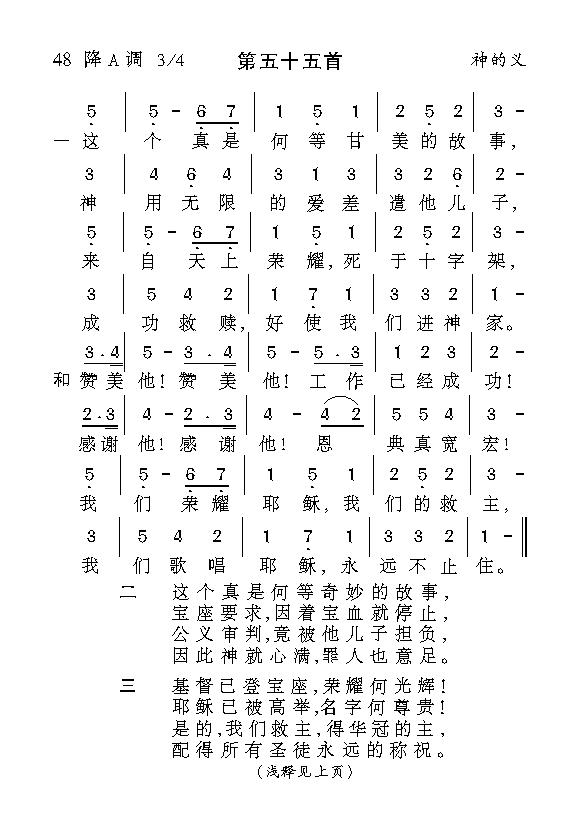 48 降A调 3/4 第五十五首 神的义
5 | 5 - 6 7 | 1 5 1 | 2 5 2 | 3 -
一这 个 真是 何等甘 美的故 事,
3 | 4 6 4 | 3 1 3 | 3 2 6 | 2 -
神 用无限 的爱差 遣他儿 子,
5 | 5 - 6 7 | 1 5 1 | 2 5 2 | 3 -
来 自 天上 荣耀,死 于十字 架,
3 | 5 4 2 | 1 7 1 | 3 3 2 | 1 -
成 功救赎, 好使我 们进神 家。
3 . 4 | 5 - 3 . 4 | 5 - 5 . 3 | 1 2 3 | 2 -
和赞美 他! 赞 美 他! 工作 已经成 功!
2 . 3 | 4 - 2 . 3 | 4 - 4 2 | 5 5 4 | 3 -
感谢 他! 感 谢 他! 恩 典真宽 宏!
5 | 5 - 6 7 | 1 5 1 | 2 5 2 | 3 -
我 们 荣耀 耶稣,我 们的救 主,
3 | 5 4 2 | 1 7 1 | 3 3 2 | 1 -
我 们歌唱 耶稣,永 远不止 住。
二 这个真是何等奇妙的故事,
宝座要求,因着宝血就停止,
公义审判,竟被他儿子担负,
因此神就心满,罪人也意足。
三 基督已登宝座,荣耀何光辉!
耶稣已被高举,名字何尊贵!
是的,我们救主,得华冠的主,
配得所有圣徒永远的称祝。
(浅释见上页)